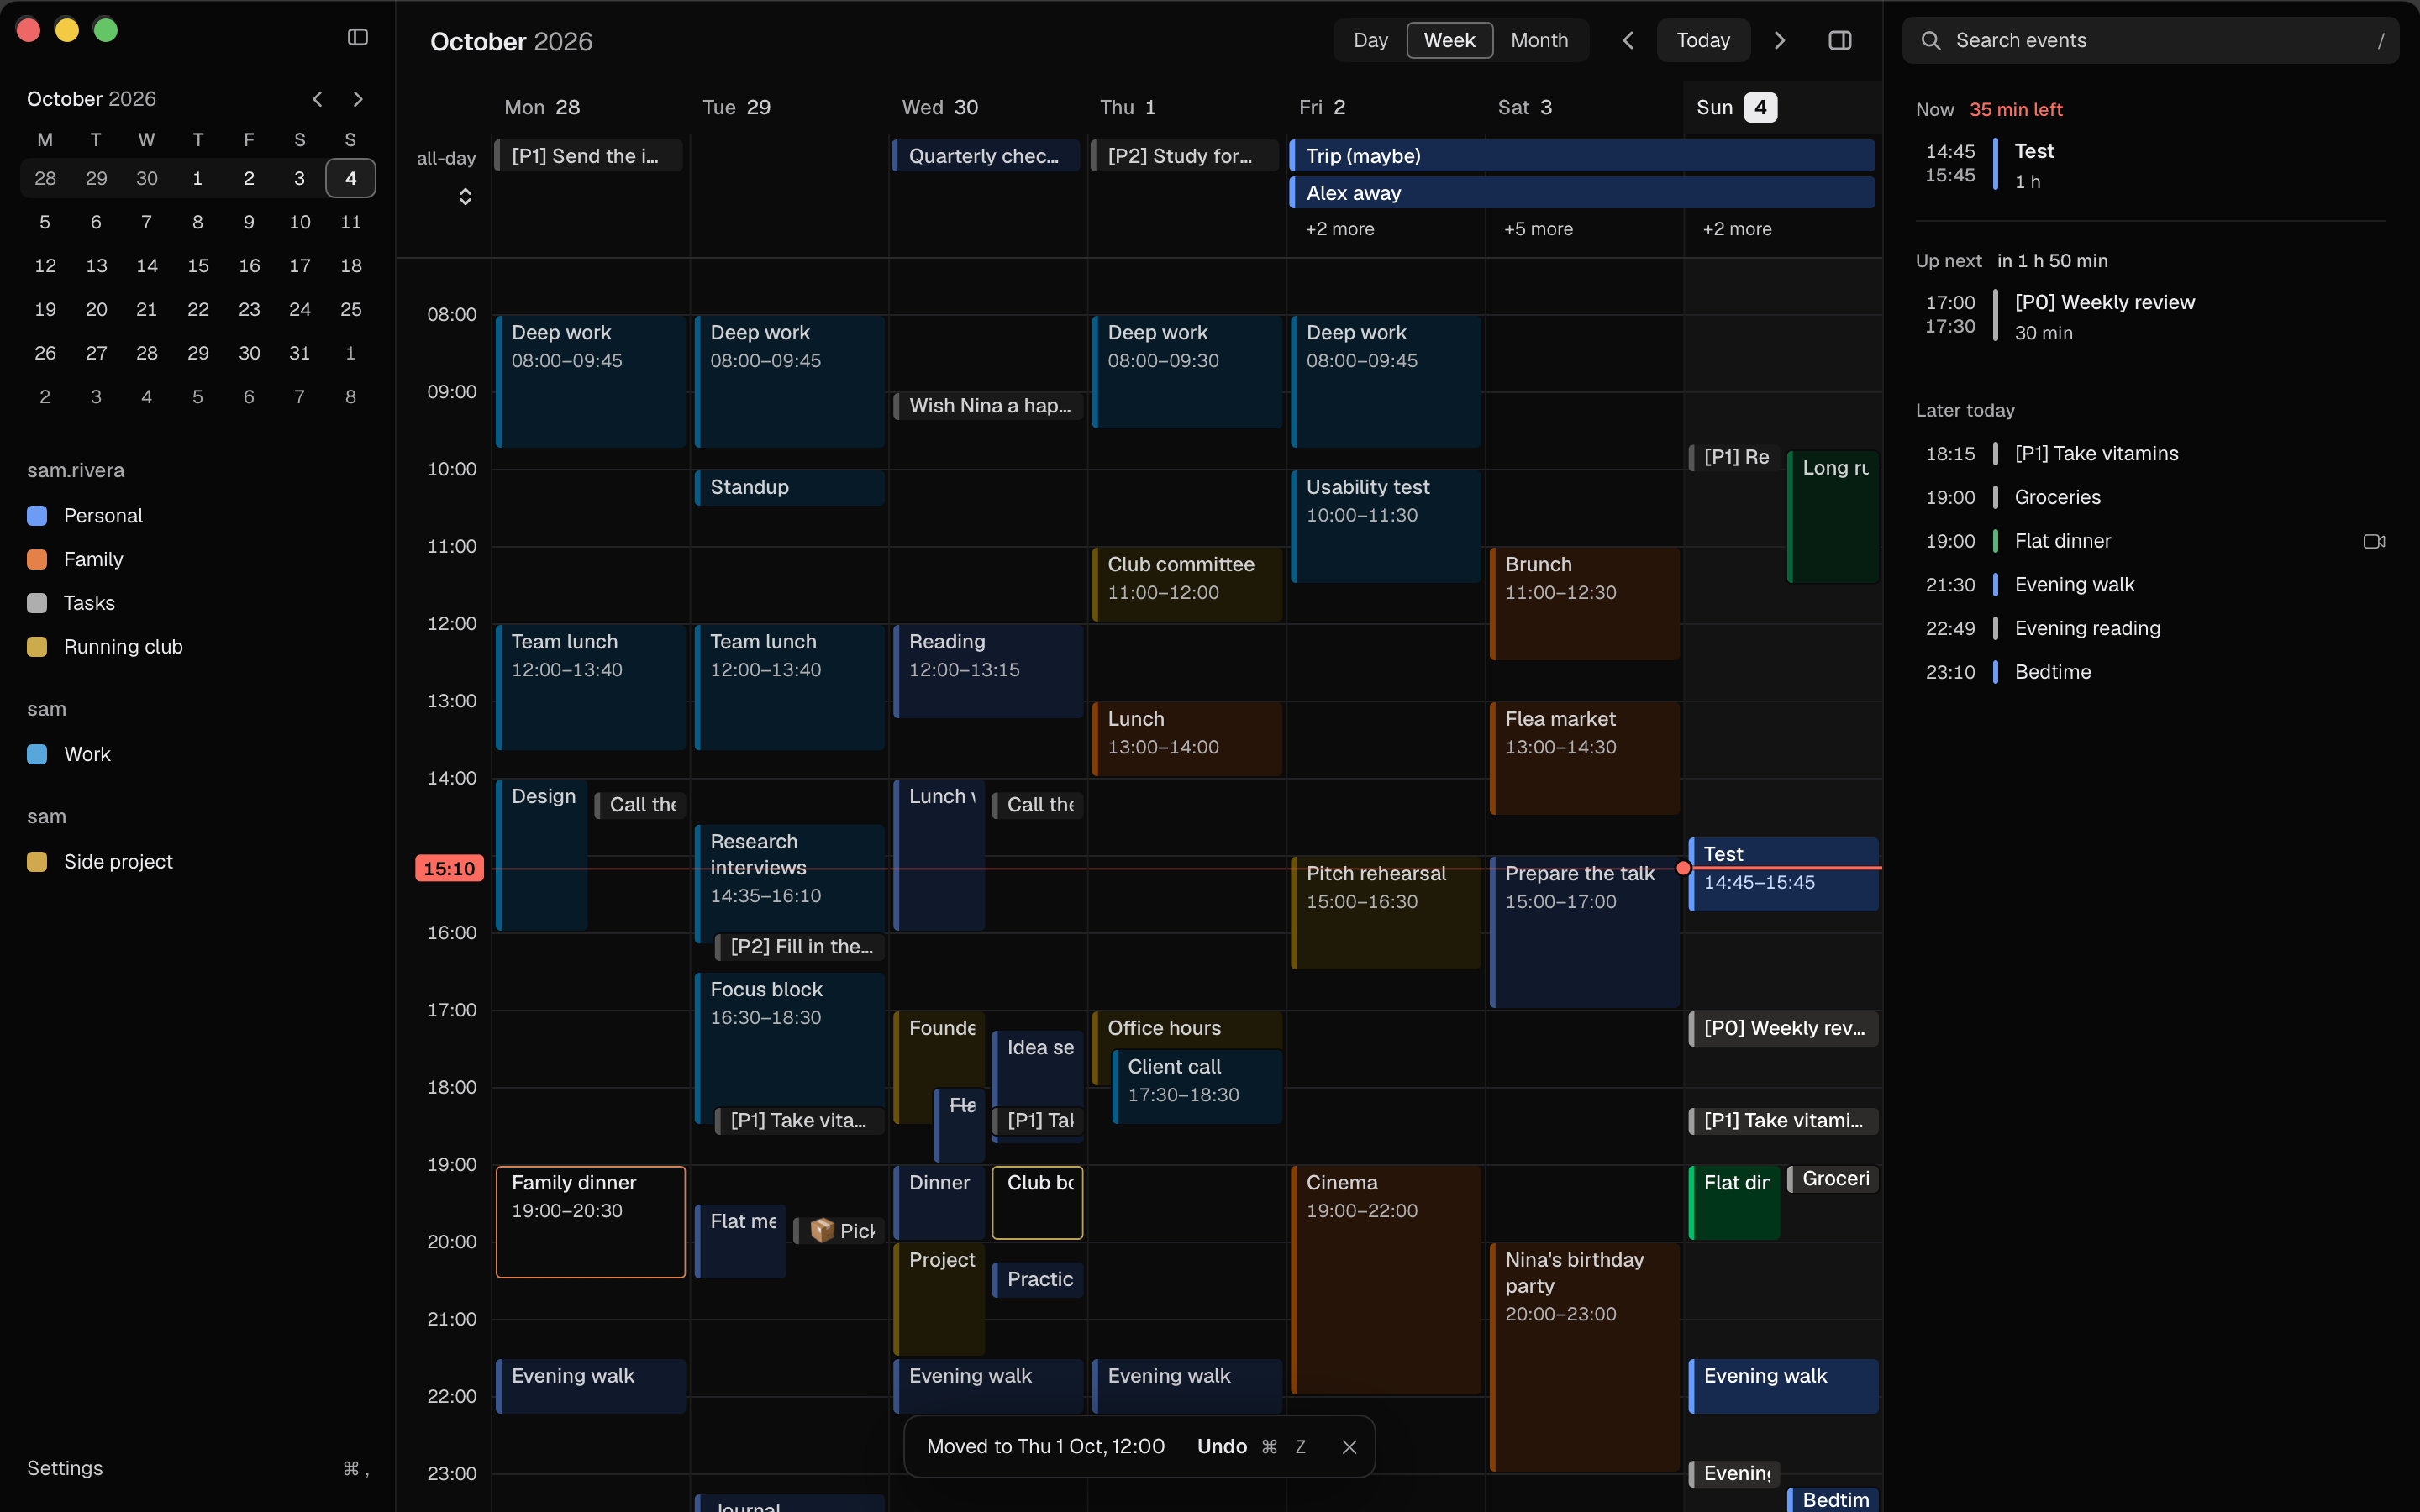 October 2026
M T W T F S S
28 29 30 1 2 3 4
5 6 7 8 9 10 11
12 13 14 15 16 17 18
19 20 21 22 23 24 25
26 27 28 29 30 31 1
2 3 4 5 6 7 8
sam.rivera
Personal
Family
Tasks
Running club
sam
Work
sam
Side project
Settings ⌘ ,
October 2026
Day Week Month
Today
Mon 28
Tue 29
Wed 30
Thu 1
Fri 2
Sat 3
Sun 4
all-day
[P1] Send the i...
Quarterly chec...
[P2] Study for...
Trip (maybe)
Alex away
+2 more
+5 more
+2 more
08:00
09:00
10:00
11:00
12:00
13:00
14:00
15:10
16:00
17:00
18:00
19:00
20:00
21:00
22:00
23:00
Deep work
08:00–09:45
Team lunch
12:00–13:40
Design
Call the
Family dinner
19:00–20:30
Evening walk
Deep work
08:00–09:45
Standup
Team lunch
12:00–13:40
Research
interviews
14:35–16:10
[P2] Fill in the...
Focus block
16:30–18:30
[P1] Take vita...
Flat me
📦 Pick
Journal
Wish Nina a hap...
Reading
12:00–13:15
Lunch
Call the
Founde
Idea se
Fla
[P1] Tak
Dinner
Club bo
Project
Practic
Evening walk
Deep work
08:00–09:30
Club committee
11:00–12:00
Lunch
13:00–14:00
Office hours
Client call
17:30–18:30
Evening walk
Deep work
08:00–09:45
Usability test
10:00–11:30
Pitch rehearsal
15:00–16:30
Cinema
19:00–22:00
Brunch
11:00–12:30
Flea market
13:00–14:30
Prepare the talk
15:00–17:00
Nina's birthday
party
20:00–23:00
[P1] Re
Long ru
Test
14:45–15:45
[P0] Weekly rev...
[P1] Take vitami...
Flat din
Groceri
Evening walk
Evening
Bedtim
Moved to Thu 1 Oct, 12:00 Undo ⌘ Z
Search events /
Now 35 min left
14:45
15:45
Test
1 h
Up next in 1 h 50 min
17:00
17:30
[P0] Weekly review
30 min
Later today
18:15 [P1] Take vitamins
19:00 Groceries
19:00 Flat dinner
21:30 Evening walk
22:49 Evening reading
23:10 Bedtime